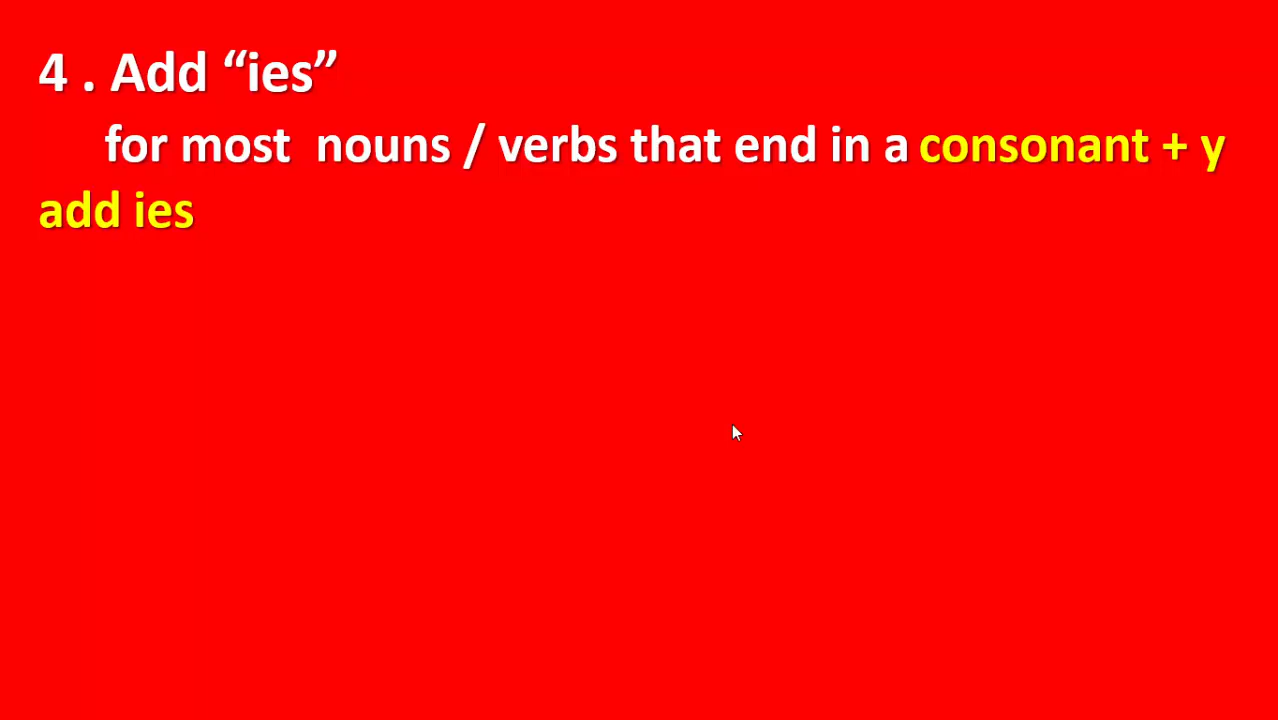 4 . Add “ies”
for most nouns / verbs that end in a consonant + y
add ies